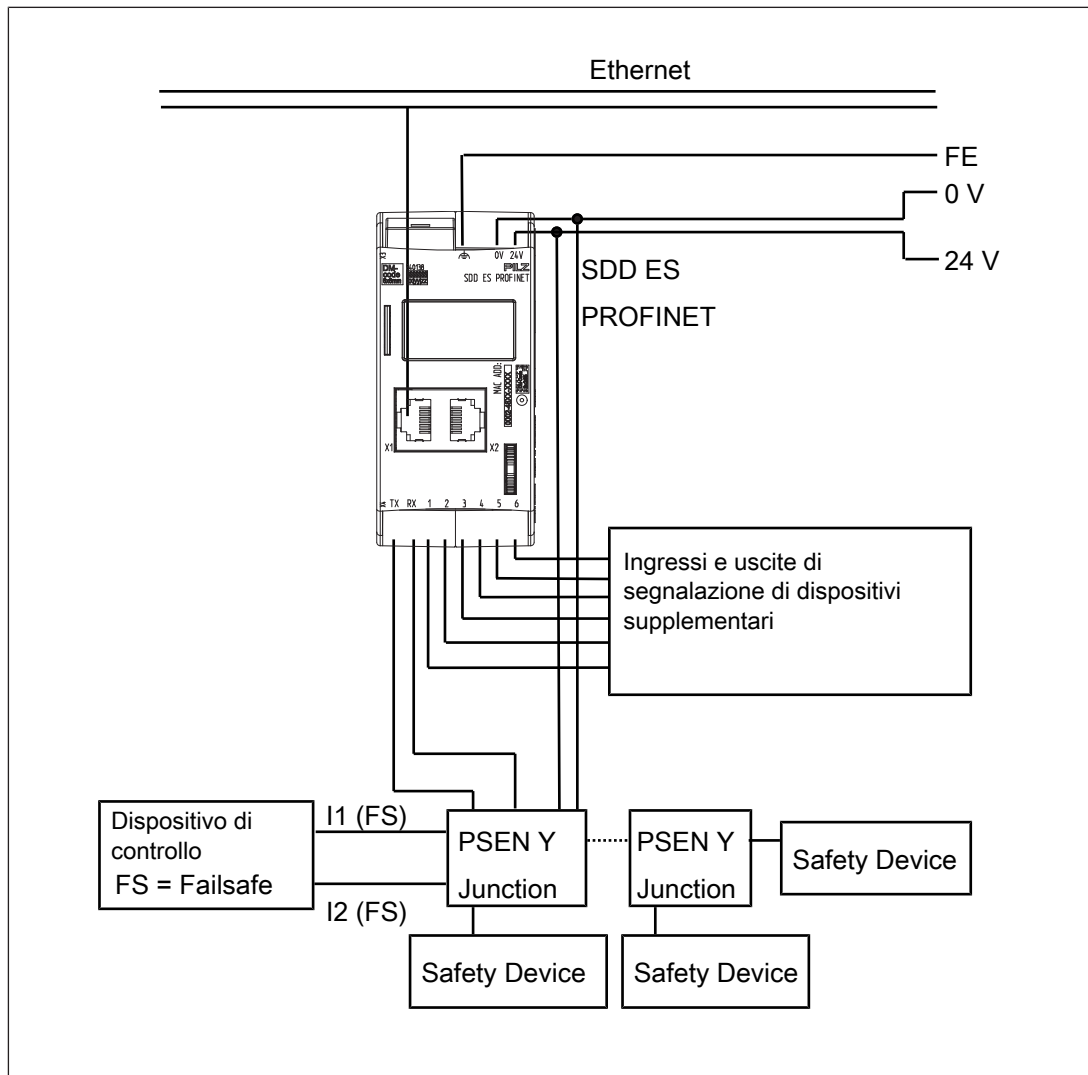 Ethernet
FE
0 V
24 V
0V 24V
PILZ
SDD ES PROFINET
DM-
code
SDD ES
PROFINET
MAC ADD:
X1
X2
TX RX 1 2 3 4 5 6
Ingressi e uscite di
segnalazione di dispositivi
supplementari
Dispositivo di
controllo
FS = Failsafe
I1 (FS)
I2 (FS)
PSEN Y
Junction
PSEN Y
Junction
Safety Device
Safety Device
Safety Device